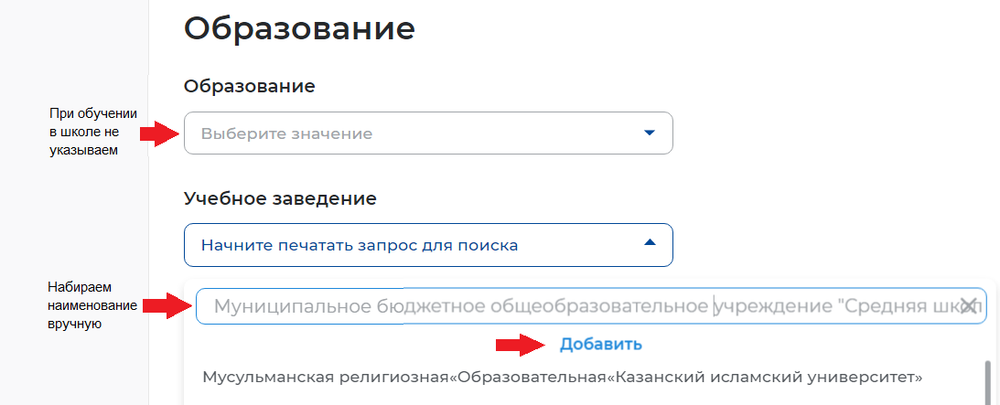 Образование
Образование
При обучении
в школе не
указываем
Выберите значение
Учебное заведение
Начните печатать запрос для поиска
Набираем
наименование
вручную
Муниципальное бюджетное общеобразовательное учреждение "Средняя школ
Добавить
Мусульманская религиозная«Образовательная«Казанский исламский университет»